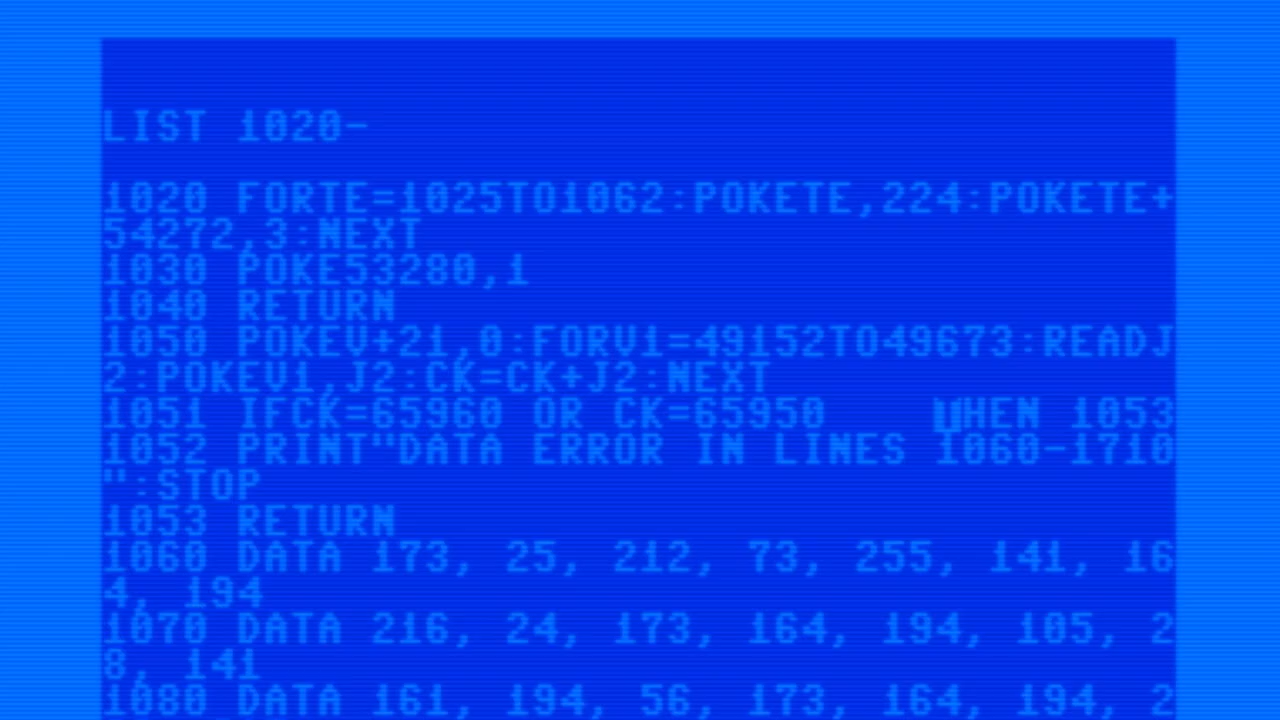 LIST 1020-
1020 FORTE=1025TO1062:POKETE,224:POKETE+
54272,3:NEXT
1030 POKE53280,1
1040 RETURN
1050 POKEV+21,0:FORV1=49152TO49673:READJ
2:POKEV1,J2:CK=CK+J2:NEXT
1051 IFCK=65960 OR CK=65950 WHEN 1053
1052 PRINT"DATA ERROR IN LINES 1060-1710
":STOP
1053 RETURN
1060 DATA 173, 25, 212, 73, 255, 141, 16
4, 194
1070 DATA 216, 24, 173, 164, 194, 105, 2
8, 141
1080 DATA 161, 194, 56, 173, 164, 194, 2